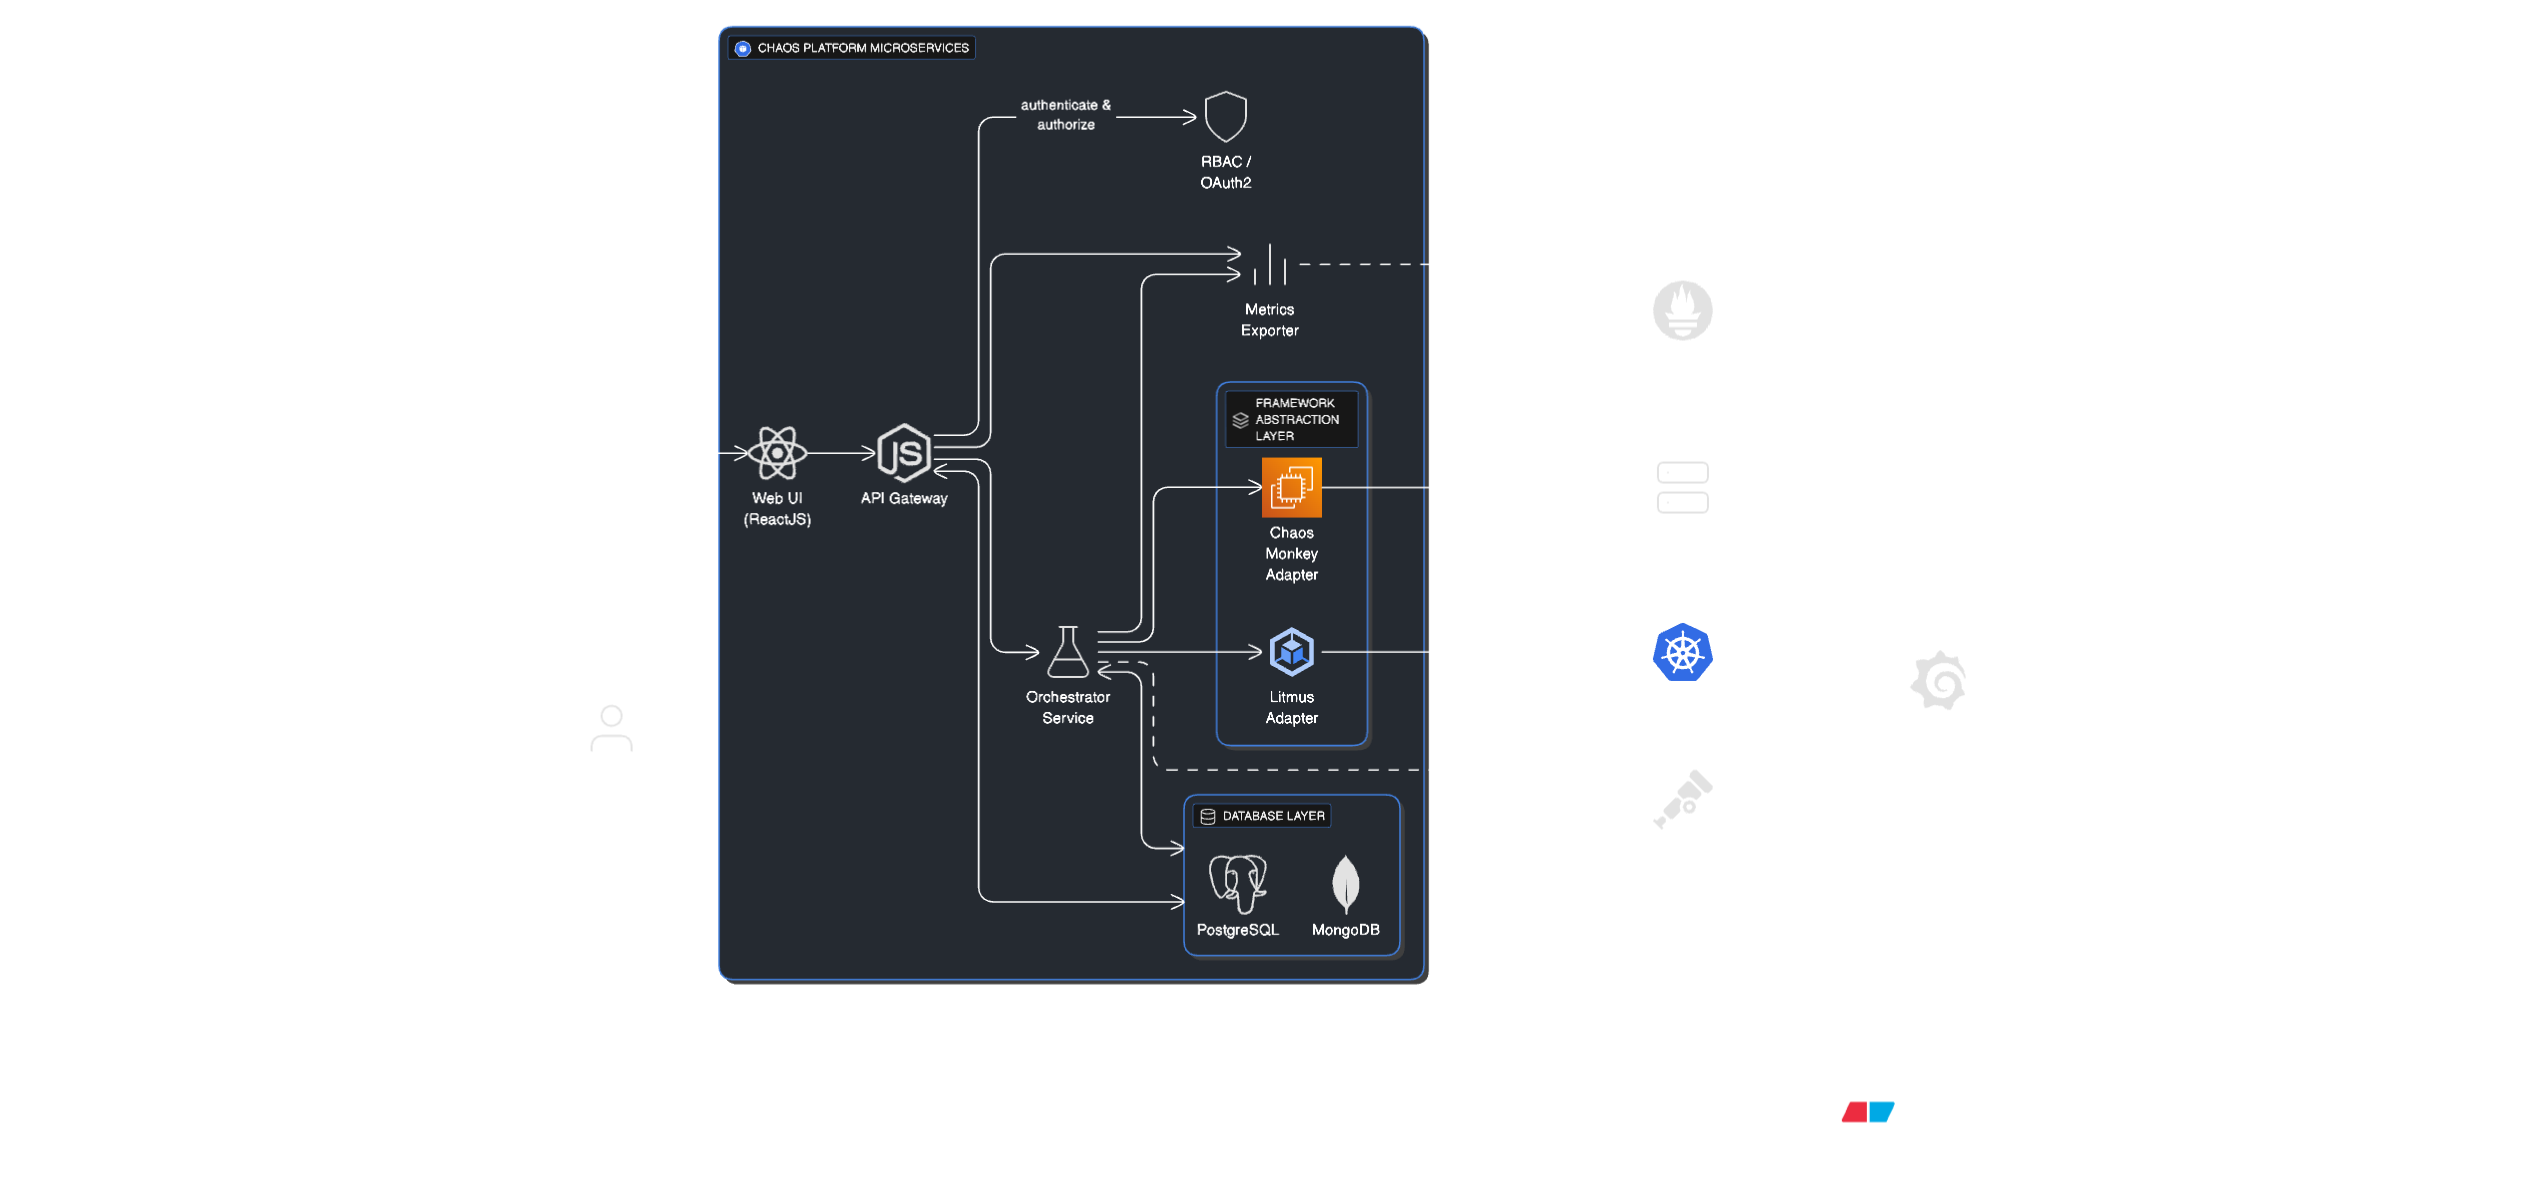 CHAOS PLATFORM MICROSERVICES
authenticate &
authorize
RBAC /
OAuth2
Metrics
Exporter
FRAMEWORK
ABSTRACTION
LAYER
JS
Web UI
(ReactJS)
API Gateway
Chaos
Monkey
Adapter
Orchestrator
Service
Litmus
Adapter
DATABASE LAYER
PostgreSQL
MongoDB